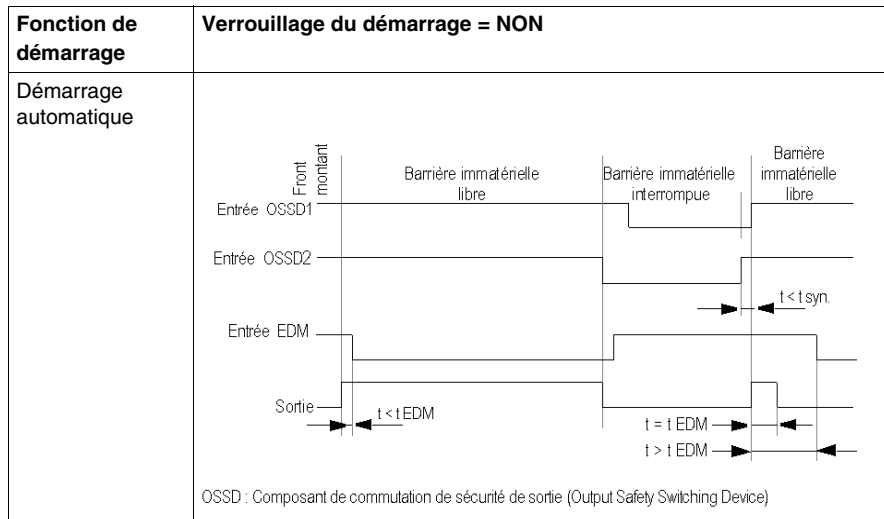 Fonction de
démarrage
Verrouillage du démarrage = NON
Démarrage
automatique
Front
montant
Barrière immatérielle
libre
Barrière immatérielle
interrompue
Barrière
immatérielle
libre
Entrée OSSD1
Entrée OSSD2
t < t syn.
Entrée EDM
Sortie
t < t EDM
t = t EDM
t > t EDM
OSSD : Composant de commutation de sécurité de sortie (Output Safety Switching Device)